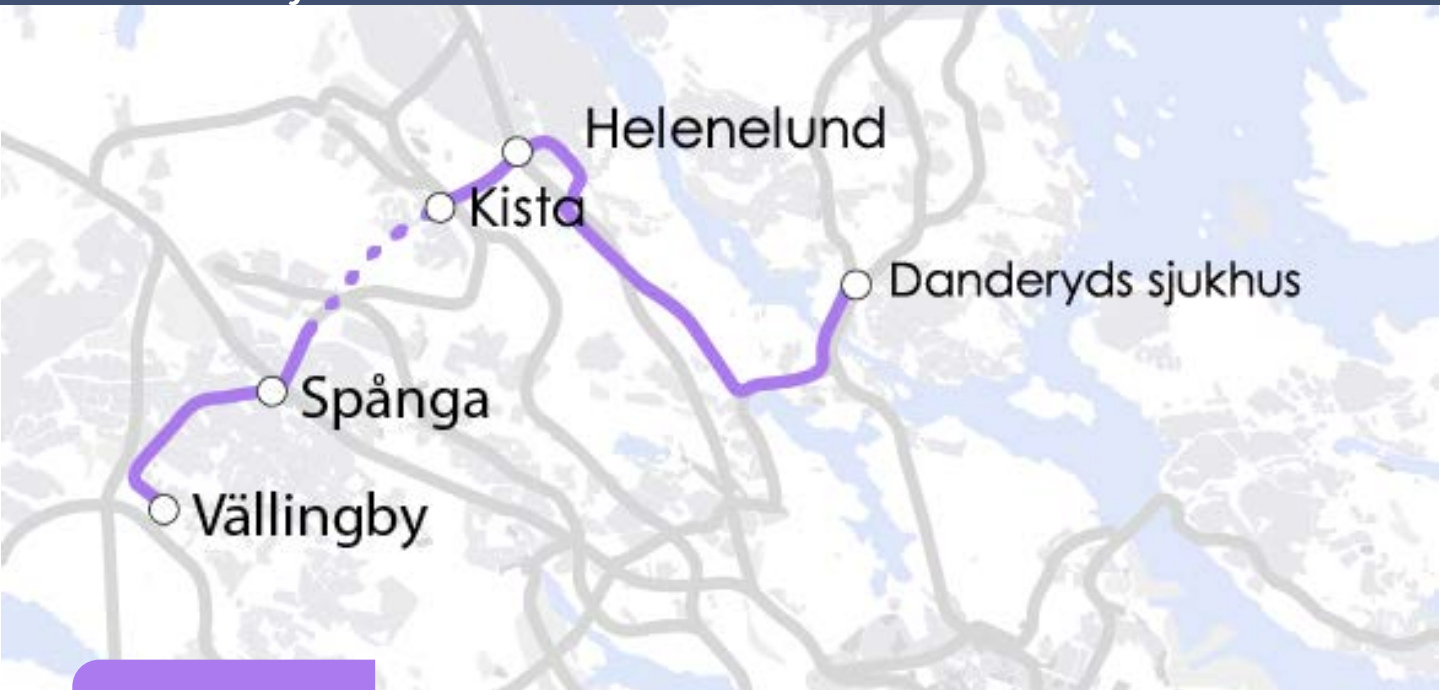 Helenelund
Kista
Danderyds sjukhus
Spånga
Vällingby